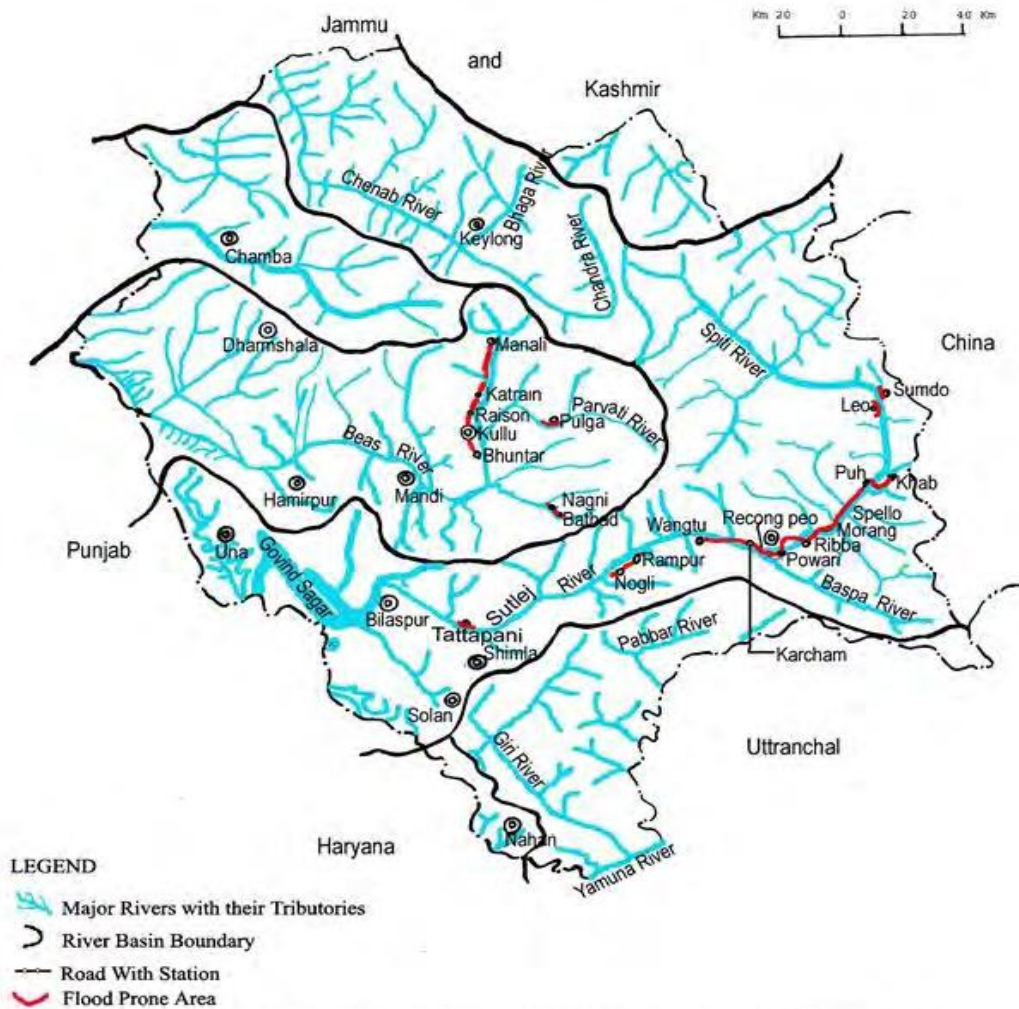 Km 20 0 20 40 Km
Jammu
and
Kashmir
Chenab River
Bhaga River
Keylong
Chandra River
Chamba
Dharmshala
Manali
Spiti River
China
Katrain
Raison
Kullu
Bhuntar
Parvati River
Pulga
Sumdo
Leo
Beas River
Hamirpur
Mandi
Nagni
Batbad
Puh
Khab
Spello
Morang
Recong peo
Wangtu
Ribba
Powari
Punjab
Una
Govind Sagar
Rampur
Nogli
Sutlej River
Baspa River
Bilaspur
Tattapani
Shimla
Pabbar River
Karcham
Solan
Giri River
Uttranchal
Haryana
Nahan
Yamuna River
LEGEND
Major Rivers with their Tributories
River Basin Boundary
Road With Station
Flood Prone Area